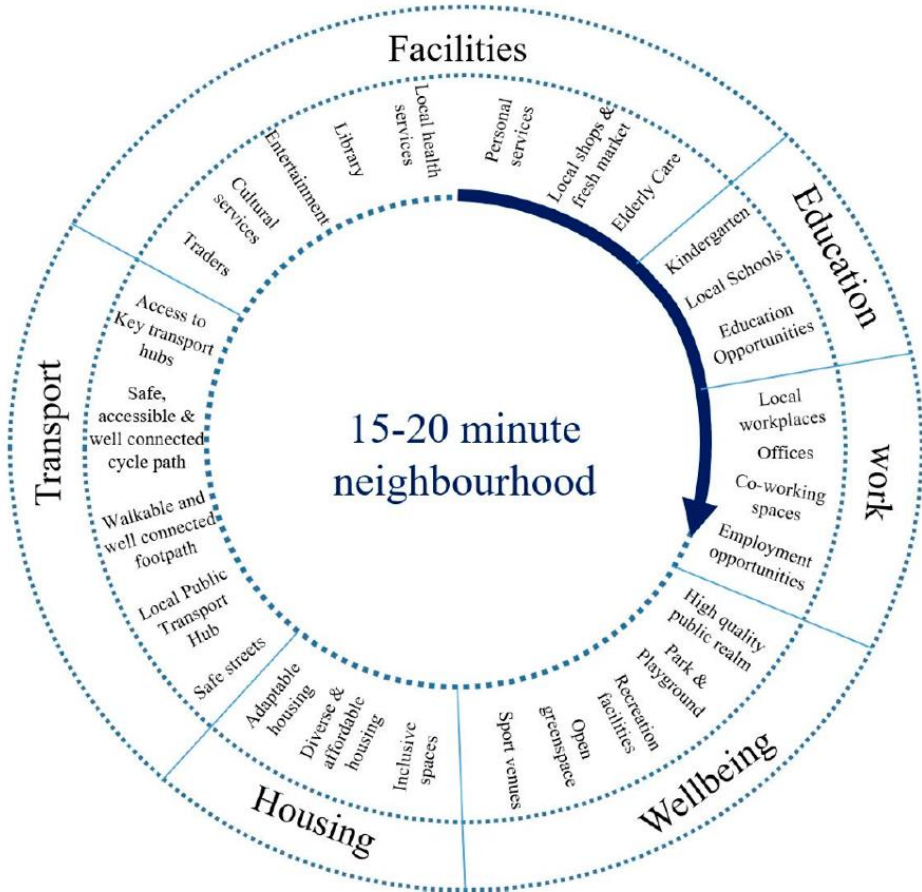 Facilities
Personal
services
Local shops &
fresh market
Elderly Care
Education
Kindergarten
Local Schools
Education
Opportunities
work
Local
workplaces
Offices
Co-working
spaces
Employment
opportunities
Wellbeing
High quality
public realm
Park &
Playground
Recreation
facilities
Open
greenspace
Sport venues
Housing
Inclusive
spaces
Diverse &
affordable
housing
Adaptable
housing
Transport
Safe streets
Local Public
Transport
Hub
Walkable and
well connected
footpath
Safe,
accessible &
well connected
cycle path
Access to
Key transport
hubs
Traders
Cultural
services
Entertainment
Library
Local health
services
15-20 minute
neighbourhood